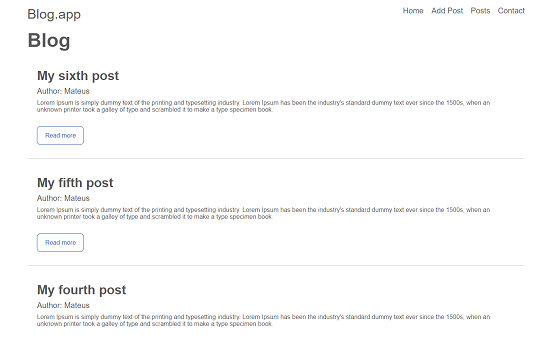 Blog.app
Home Add Post Posts Contact
Blog
My sixth post
Author: Mateus
Lorem Ipsum is simply dummy text of the printing and typesetting industry. Lorem Ipsum has been the industry's standard dummy text ever since the 1500s, when an
unknown printer took a galley of type and scrambled it to make a type specimen book.
Read more
My fifth post
Author: Mateus
Lorem Ipsum is simply dummy text of the printing and typesetting industry. Lorem Ipsum has been the industry's standard dummy text ever since the 1500s, when an
unknown printer took a galley of type and scrambled it to make a type specimen book.
Read more
My fourth post
Author: Mateus
Lorem Ipsum is simply dummy text of the printing and typesetting industry. Lorem Ipsum has been the industry's standard dummy text ever since the 1500s, when an
unknown printer took a galley of type and scrambled it to make a type specimen book.